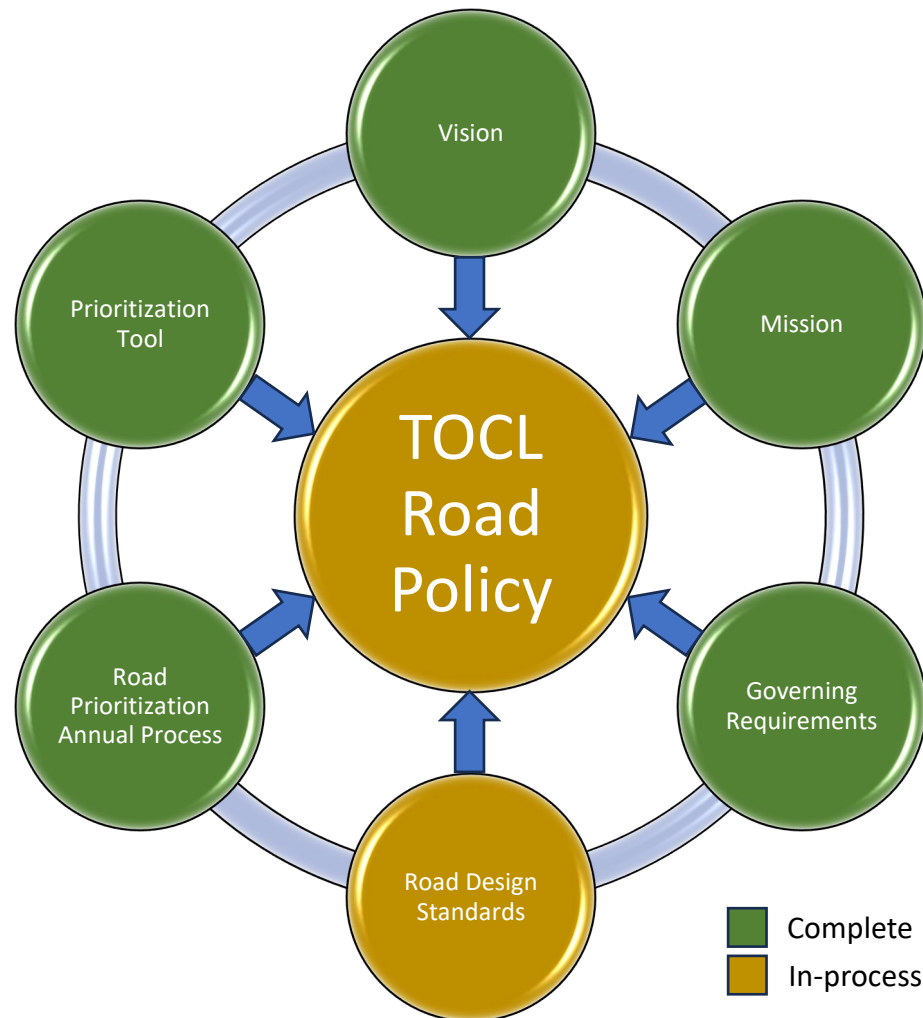 Vision
Prioritization
Tool
Mission
TOCL
Road
Policy
Road
Prioritization
Annual Process
Governing
Requirements
Road Design
Standards
Complete
In-process